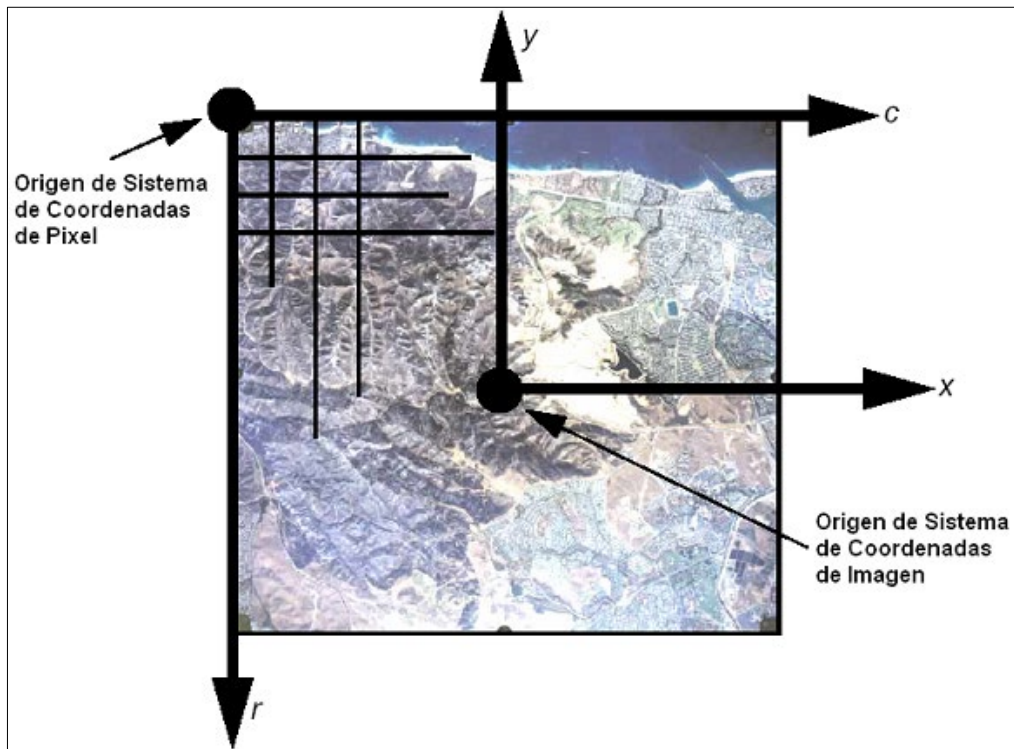 y
c
Origen de Sistema
de Coordenadas
de Pixel
x
Origen de Sistema
de Coordenadas
de Imagen
r